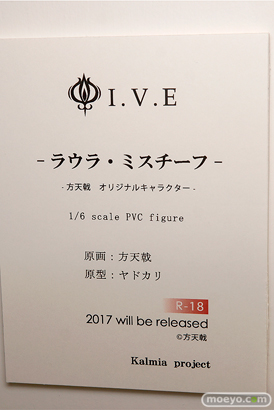 I.V.E
-ラウラ・ミスチーフ-
-方天戟 オリジナルキャラクター-
1/6 scale PVC figure
原画：方天戟
原型：ヤドカリ
R-18
2017 will be released
©方天戟
Kalmia project
moeyo.com